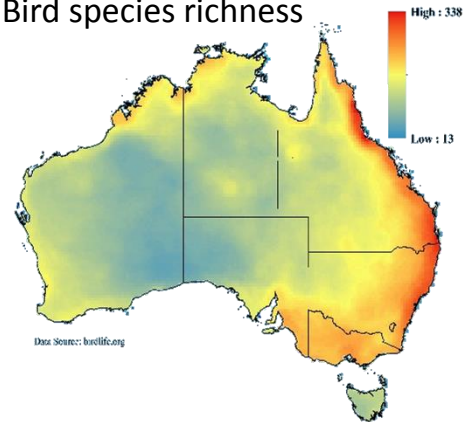 Bird species richness
High : 338
Low : 13
Data Source: birdlife.org